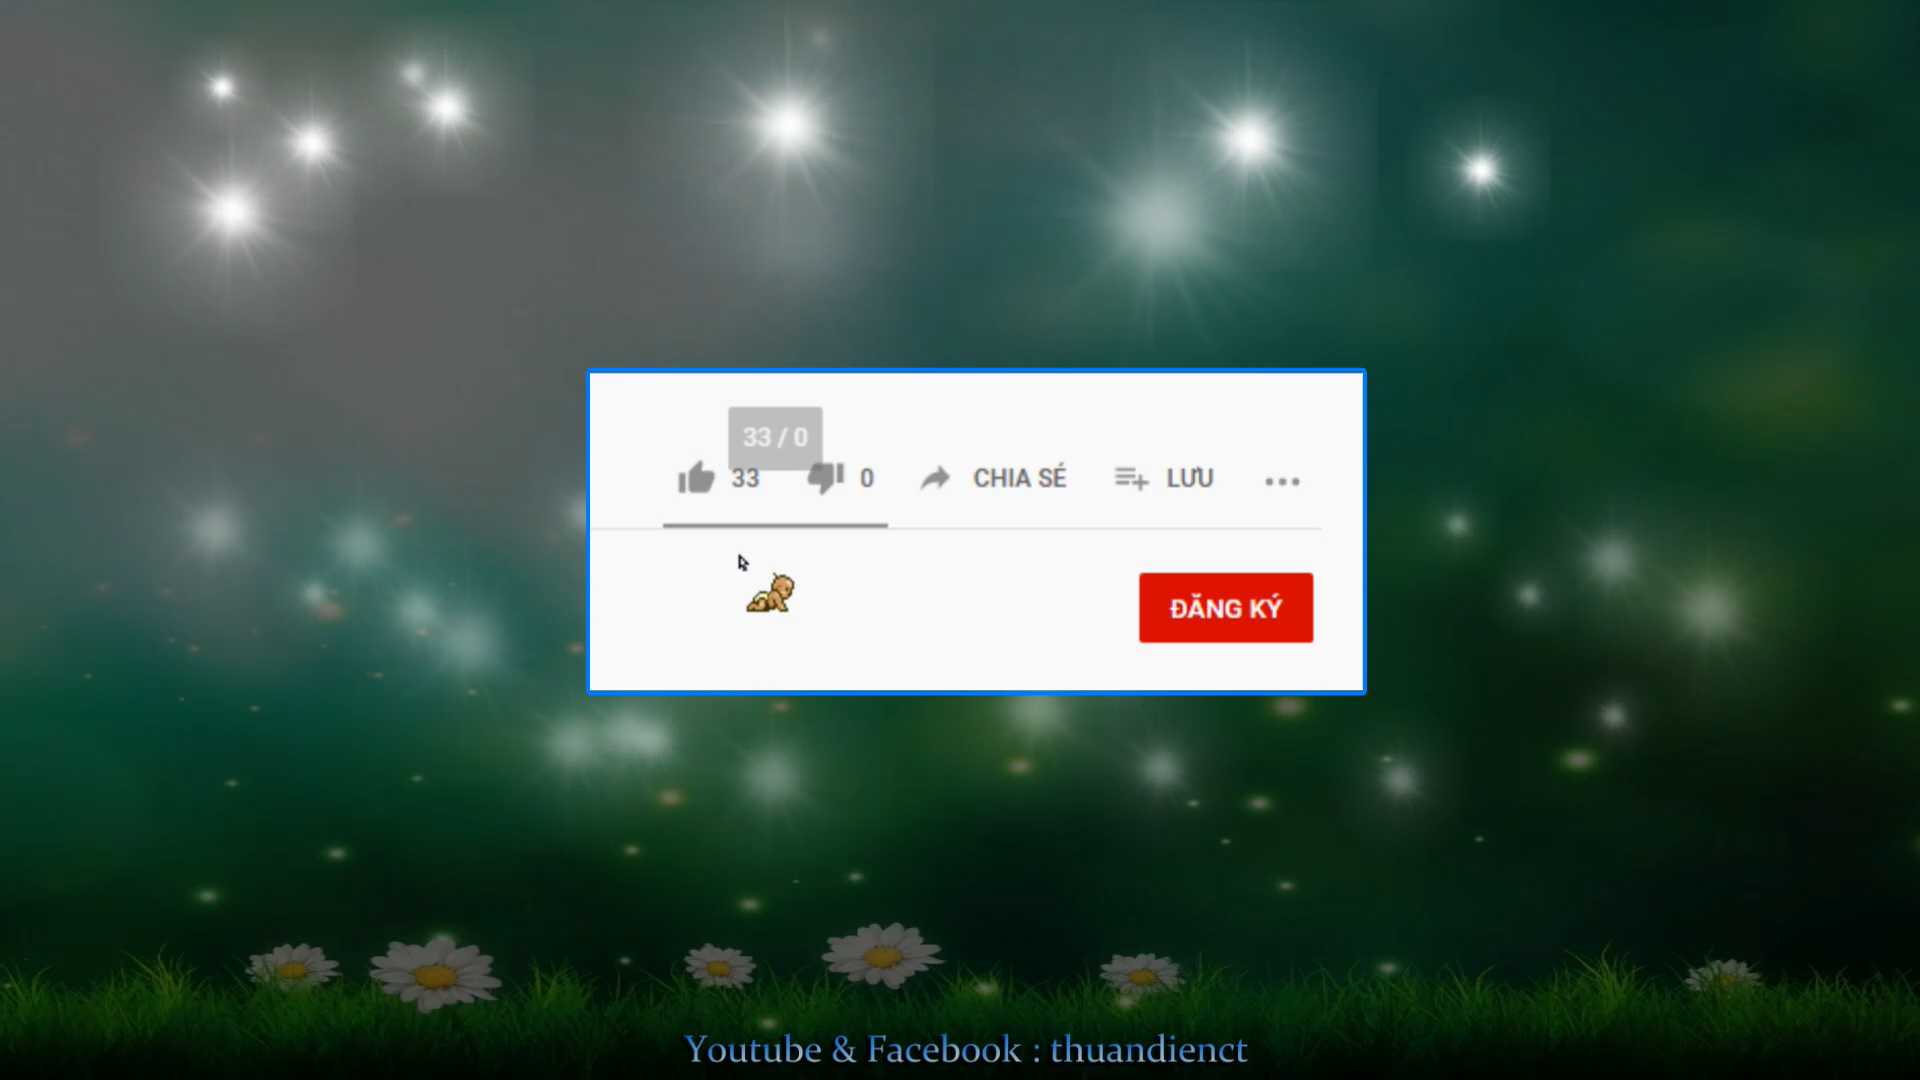 33 / 0
33 0 CHIA SẺ LƯU
ĐĂNG KÝ
Youtube & Facebook : thuandienct